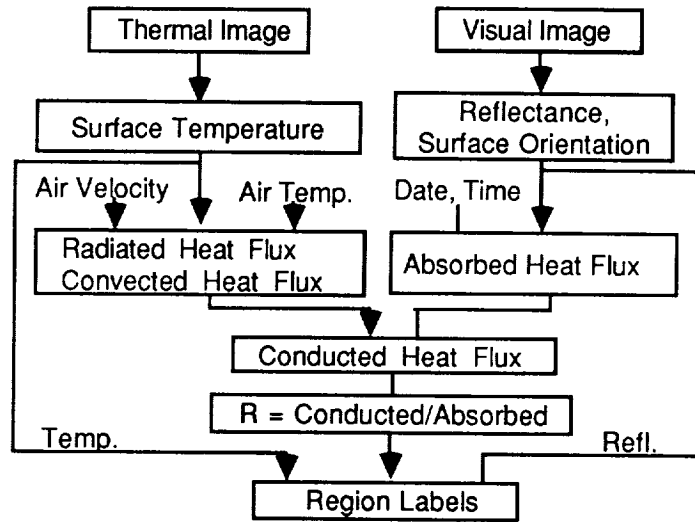 Thermal Image
Visual Image
Surface Temperature
Reflectance,
Surface Orientation
Air Velocity
Air Temp.
Date, Time
Radiated Heat Flux
Convected Heat Flux
Absorbed Heat Flux
Conducted Heat Flux
R = Conducted/Absorbed
Temp.
Refl.
Region Labels